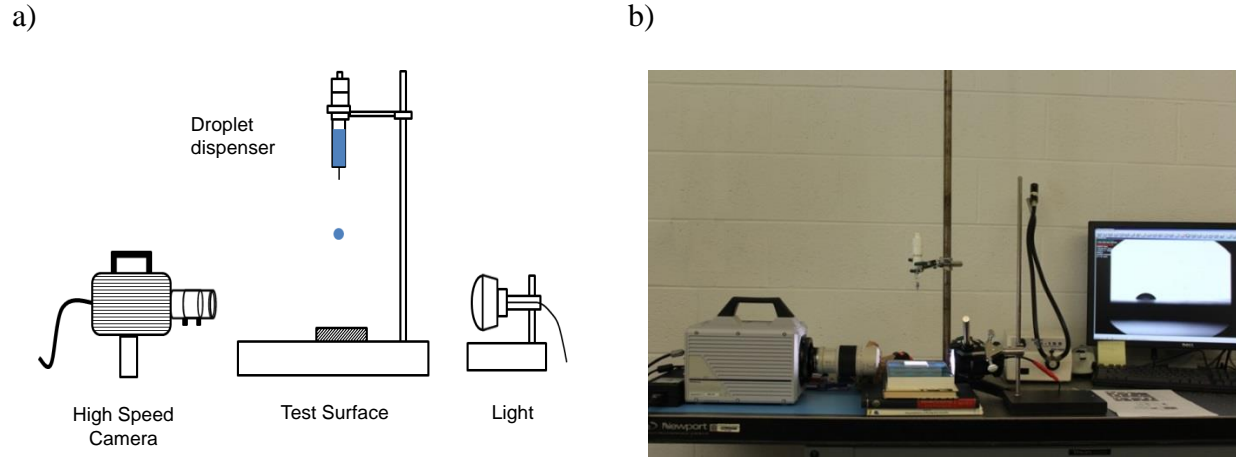 a)
b)
Droplet
dispenser
High Speed
Camera
Test Surface
Light
Newport